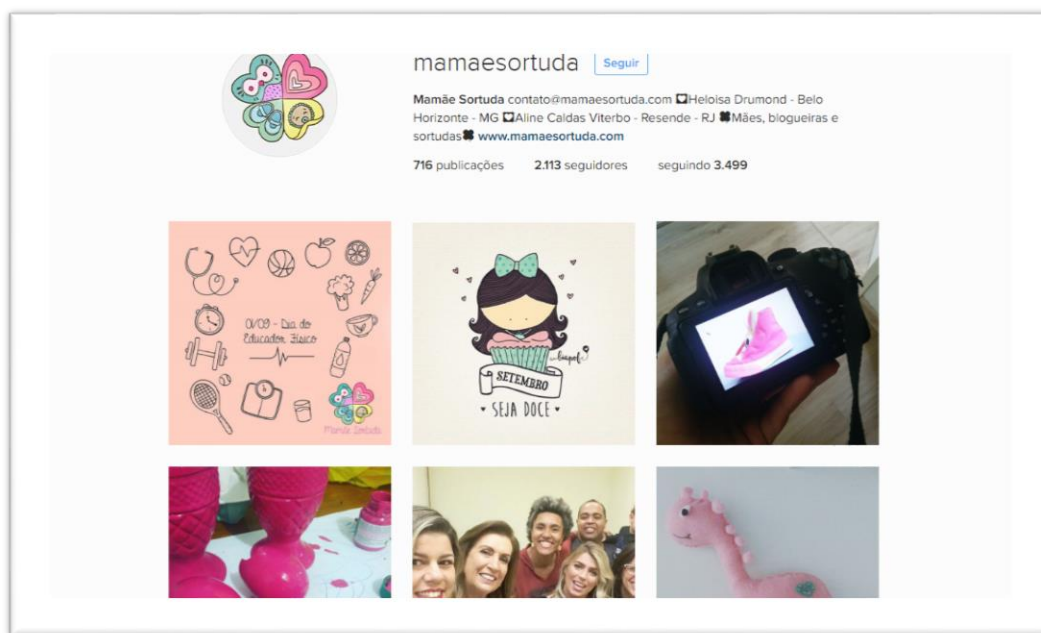 mamaesortuda Seguir
Mamãe Sortuda contato@mamaesortuda.com Heloisa Drumond - Belo
Horizonte - MG Aline Caldas Viterbo - Resende - RJ Mães, blogueiras e
sortudas www.mamaesortuda.com
716 publicações 2.113 seguidores seguindo 3.499
01/09 - Dia do
Educador Físico
Mamãe Sortuda
SETEMBRO
• SEJA DOCE •